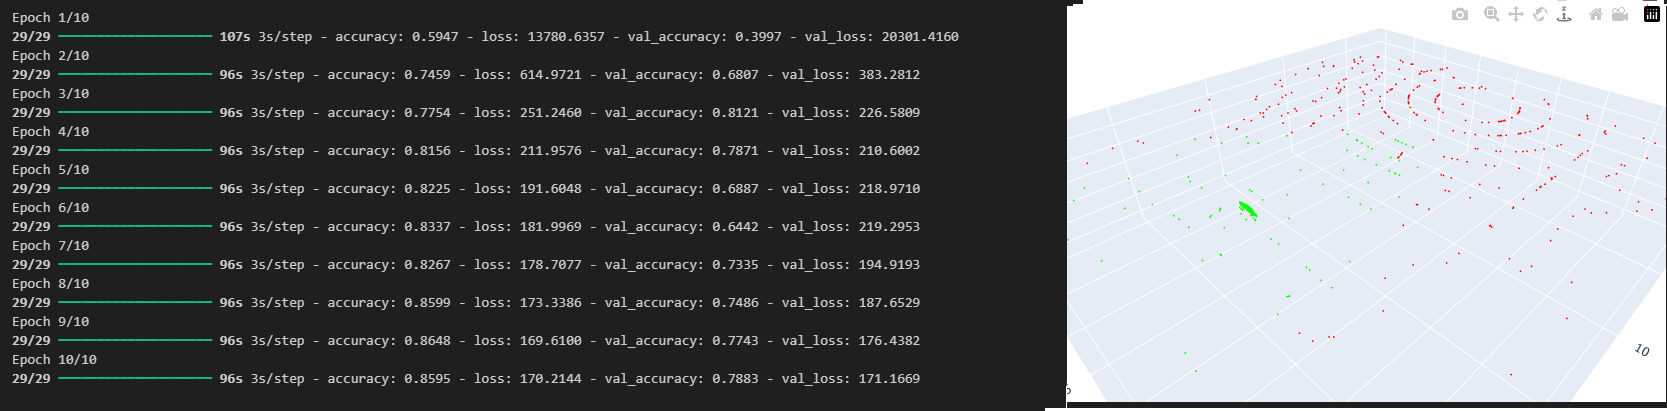 Epoch 1/10
29/29 ━━━━━━━━━━━━━━━━━━━━ 107s 3s/step - accuracy: 0.5947 - loss: 13780.6357 - val_accuracy: 0.3997 - val_loss: 20301.4160
Epoch 2/10
29/29 ━━━━━━━━━━━━━━━━━━━━ 96s 3s/step - accuracy: 0.7459 - loss: 614.9721 - val_accuracy: 0.6807 - val_loss: 383.2812
Epoch 3/10
29/29 ━━━━━━━━━━━━━━━━━━━━ 96s 3s/step - accuracy: 0.7754 - loss: 251.2460 - val_accuracy: 0.8121 - val_loss: 226.5809
Epoch 4/10
29/29 ━━━━━━━━━━━━━━━━━━━━ 96s 3s/step - accuracy: 0.8156 - loss: 211.9576 - val_accuracy: 0.7871 - val_loss: 210.6002
Epoch 5/10
29/29 ━━━━━━━━━━━━━━━━━━━━ 96s 3s/step - accuracy: 0.8225 - loss: 191.6048 - val_accuracy: 0.6887 - val_loss: 218.9710
Epoch 6/10
29/29 ━━━━━━━━━━━━━━━━━━━━ 96s 3s/step - accuracy: 0.8337 - loss: 181.9969 - val_accuracy: 0.6442 - val_loss: 219.2953
Epoch 7/10
29/29 ━━━━━━━━━━━━━━━━━━━━ 96s 3s/step - accuracy: 0.8267 - loss: 178.7077 - val_accuracy: 0.7335 - val_loss: 194.9193
Epoch 8/10
29/29 ━━━━━━━━━━━━━━━━━━━━ 96s 3s/step - accuracy: 0.8599 - loss: 173.3386 - val_accuracy: 0.7486 - val_loss: 187.6529
Epoch 9/10
29/29 ━━━━━━━━━━━━━━━━━━━━ 96s 3s/step - accuracy: 0.8648 - loss: 169.6100 - val_accuracy: 0.7743 - val_loss: 176.4382
Epoch 10/10
29/29 ━━━━━━━━━━━━━━━━━━━━ 96s 3s/step - accuracy: 0.8595 - loss: 170.2144 - val_accuracy: 0.7883 - val_loss: 171.1669
z
10